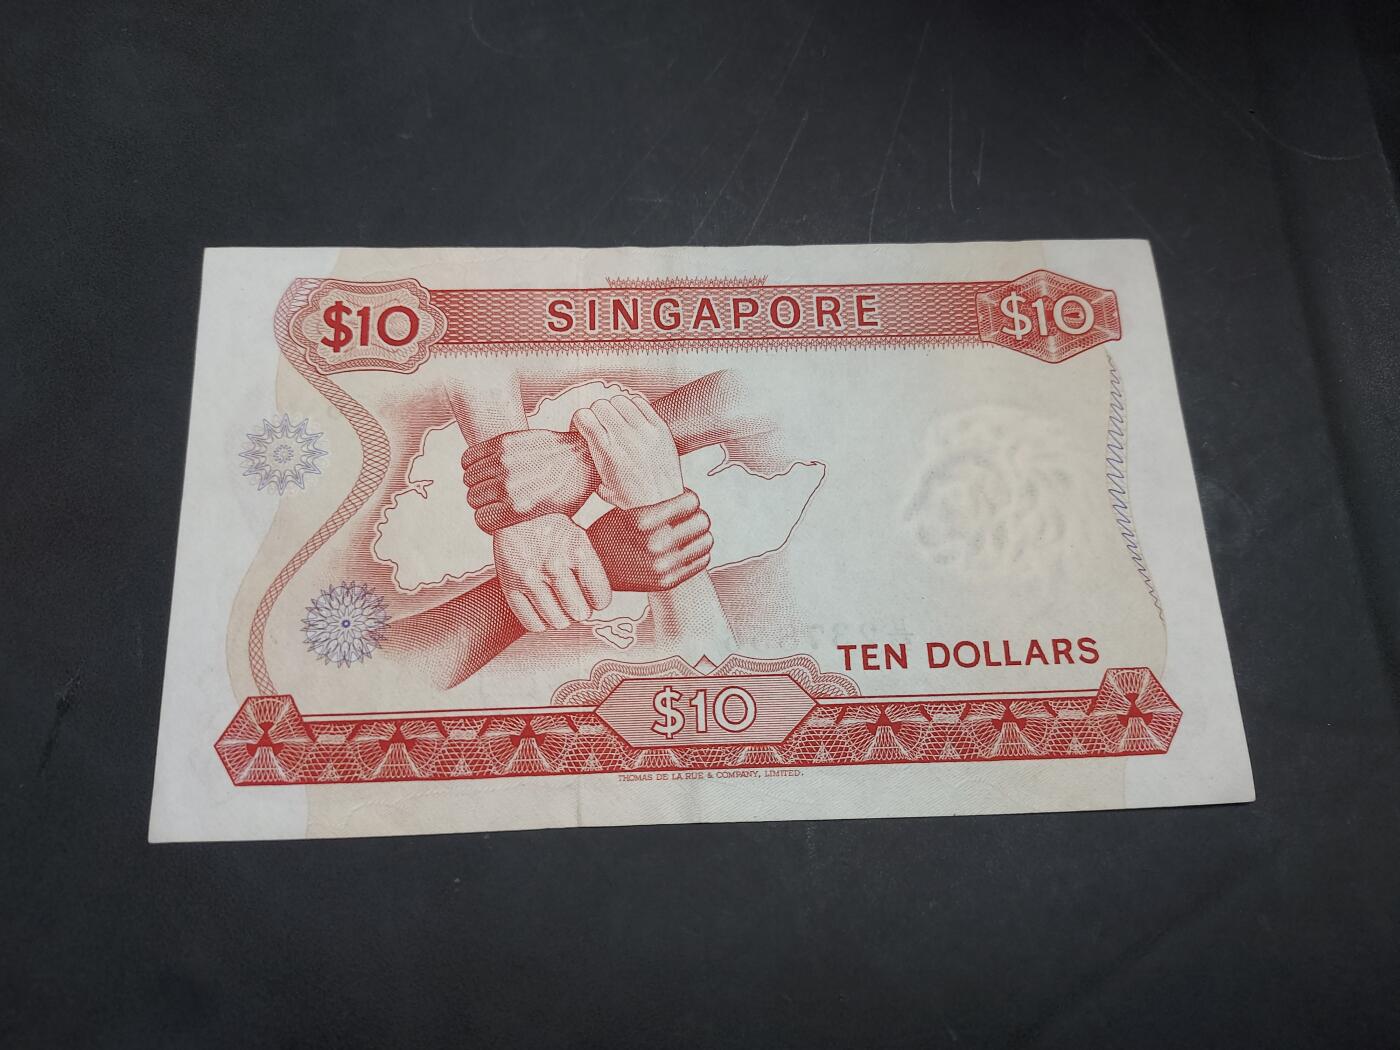 $10 SINGAPORE $10
TEN DOLLARS
$10
THOMAS DE LA RUE & COMPANY, LIMITED.